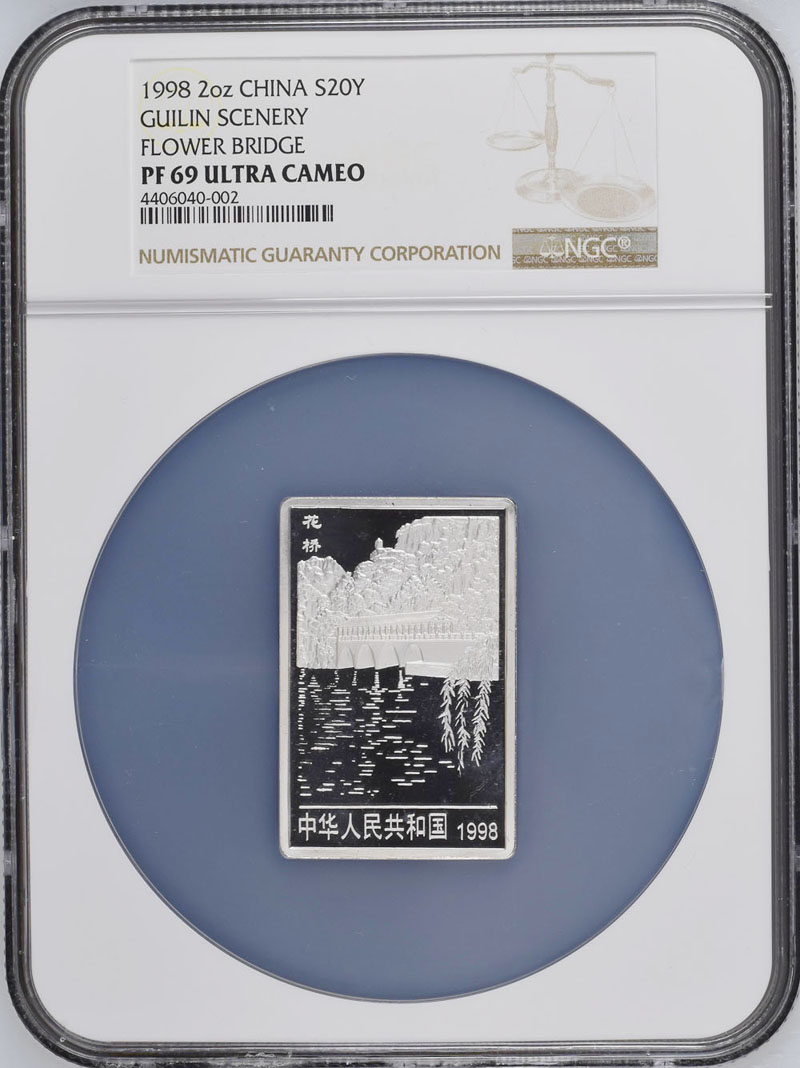 1998 2oz CHINA S20Y
GUILIN SCENERY
FLOWER BRIDGE
PF 69 ULTRA CAMEO
4406040-002
NUMISMATIC GUARANTY CORPORATION
NGC®
花
桥
中华人民共和国 1998